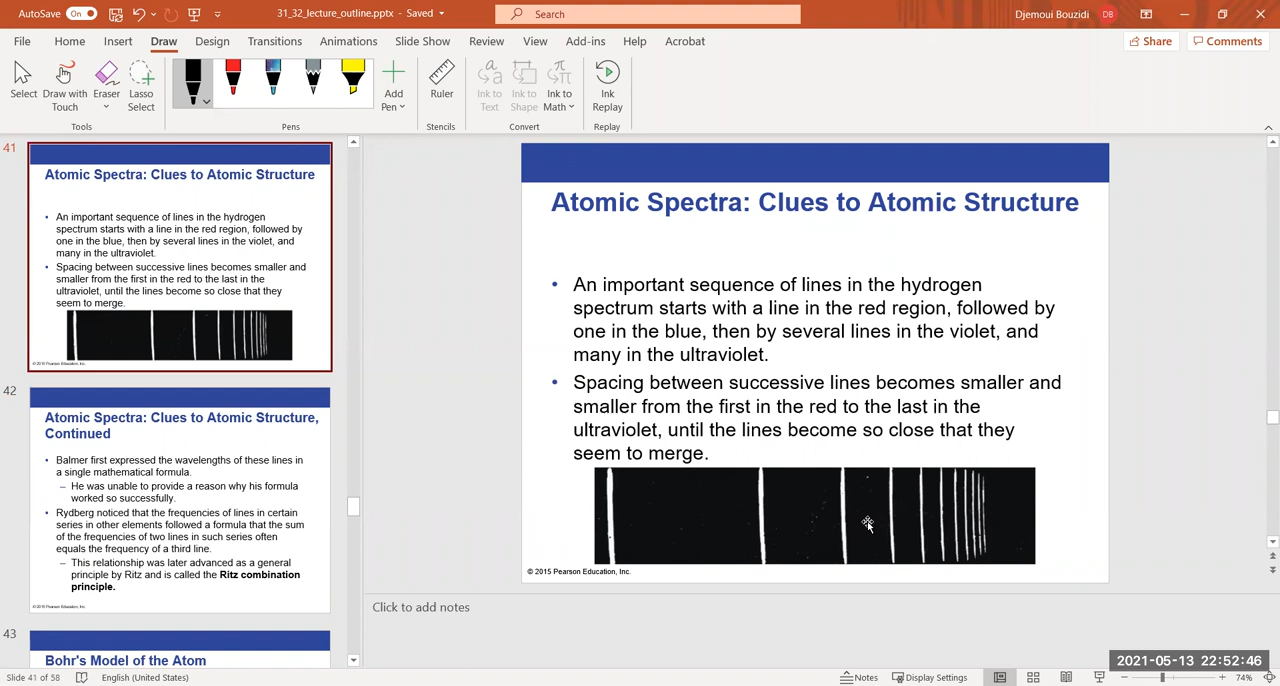 AutoSave On 31_32_lecture_outline.pptx - Saved Search Djemoui Bouzidi DB
File Home Insert Draw Design Transitions Animations Slide Show Review View Add-ins Help Acrobat Share Comments
Select Draw with Touch Eraser Lasso Select Add Pen Ruler Ink to Text Ink to Shape Ink to Math Ink Replay
Tools Pens Stencils Convert Replay
41
Atomic Spectra: Clues to Atomic Structure
• An important sequence of lines in the hydrogen
spectrum starts with a line in the red region, followed by
one in the blue, then by several lines in the violet, and
many in the ultraviolet.
• Spacing between successive lines becomes smaller and
smaller from the first in the red to the last in the
ultraviolet, until the lines become so close that they
seem to merge.
© 2015 Pearson Education, Inc.
42
Atomic Spectra: Clues to Atomic Structure,
Continued
• Balmer first expressed the wavelengths of these lines in
a single mathematical formula.
– He was unable to provide a reason why his formula
worked so successfully.
• Rydberg noticed that the frequencies of lines in certain
series in other elements followed a formula that the sum
of the frequencies of two lines in such series often
equals the frequency of a third line.
– This relationship was later advanced as a general
principle by Ritz and is called the Ritz combination
principle.
© 2015 Pearson Education, Inc.
43
Bohr's Model of the Atom
Atomic Spectra: Clues to Atomic Structure
• An important sequence of lines in the hydrogen
spectrum starts with a line in the red region, followed by
one in the blue, then by several lines in the violet, and
many in the ultraviolet.
• Spacing between successive lines becomes smaller and
smaller from the first in the red to the last in the
ultraviolet, until the lines become so close that they
seem to merge.
© 2015 Pearson Education, Inc.
Click to add notes
2021-05-13 22:52:46
Slide 41 of 58 English (United States) Notes Display Settings 74%